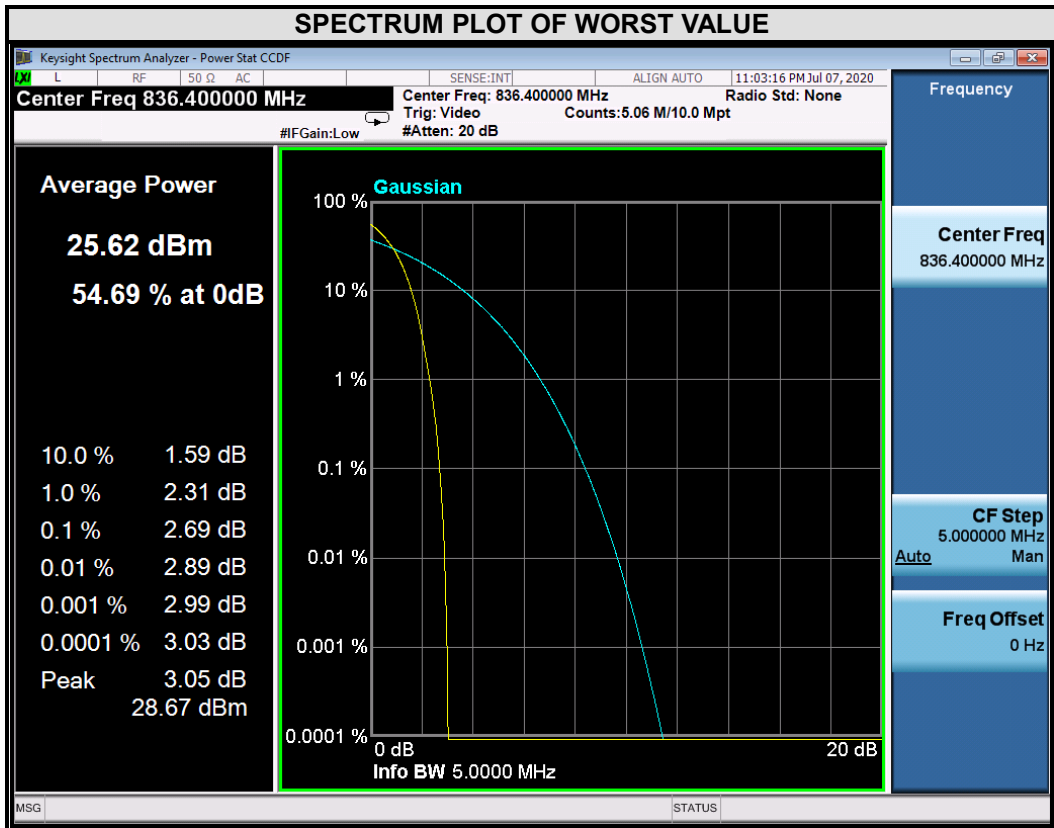 SPECTRUM PLOT OF WORST VALUE
Keysight Spectrum Analyzer - Power Stat CCDF
LXI L RF 50 Ω AC SENSE:INT ALIGN AUTO 11:03:16 PM Jul 07, 2020
Center Freq 836.400000 MHz
Center Freq: 836.400000 MHz Radio Std: None
Trig: Video Counts:5.06 M/10.0 Mpt
#IFGain:Low #Atten: 20 dB
Average Power
25.62 dBm
54.69 % at 0dB
10.0 % 1.59 dB
1.0 % 2.31 dB
0.1 % 2.69 dB
0.01 % 2.89 dB
0.001 % 2.99 dB
0.0001 % 3.03 dB
Peak 3.05 dB
28.67 dBm
Gaussian
100 %
10 %
1 %
0.1 %
0.01 %
0.001 %
0.0001 %
0 dB 20 dB
Info BW 5.0000 MHz
Frequency
Center Freq
836.400000 MHz
CF Step
5.000000 MHz
Auto Man
Freq Offset
0 Hz
MSG STATUS